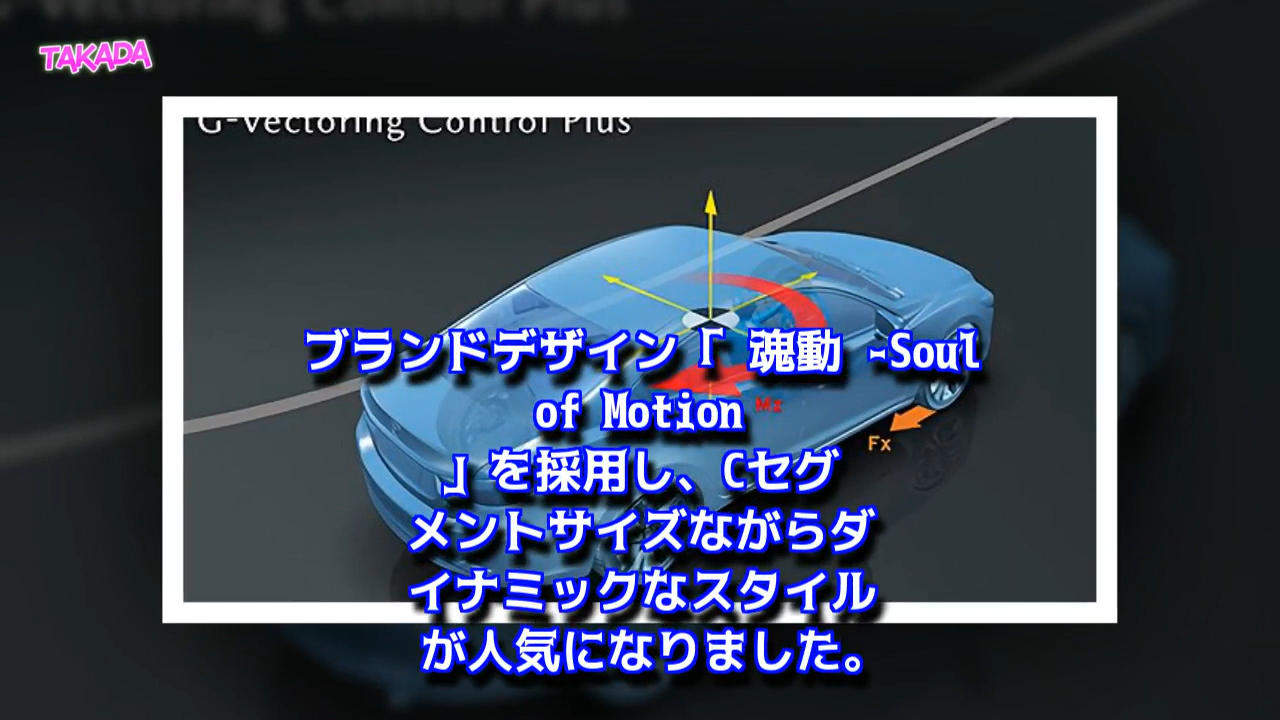 TAKADA
G-Vectoring Control Plus
ブランドデザイン「 魂動 -Soul
of Motion
Mz
Fx
」を採用し、Cセグ
メントサイズながらダ
イナミックなスタイル
が人気になりました。